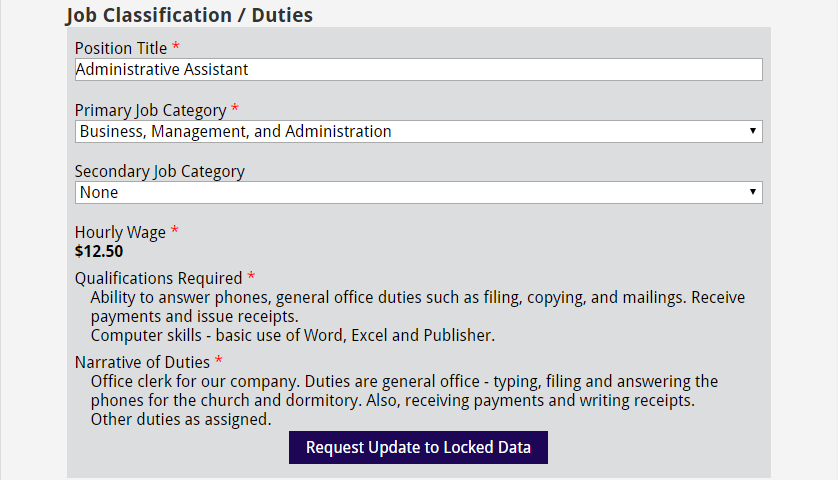 Job Classification / Duties
Position Title *
Administrative Assistant
Primary Job Category *
Business, Management, and Administration
Secondary Job Category
None
Hourly Wage *
$12.50
Qualifications Required *
Ability to answer phones, general office duties such as filing, copying, and mailings. Receive
payments and issue receipts.
Computer skills - basic use of Word, Excel and Publisher.
Narrative of Duties *
Office clerk for our company. Duties are general office - typing, filing and answering the
phones for the church and dormitory. Also, receiving payments and writing receipts.
Other duties as assigned.
Request Update to Locked Data